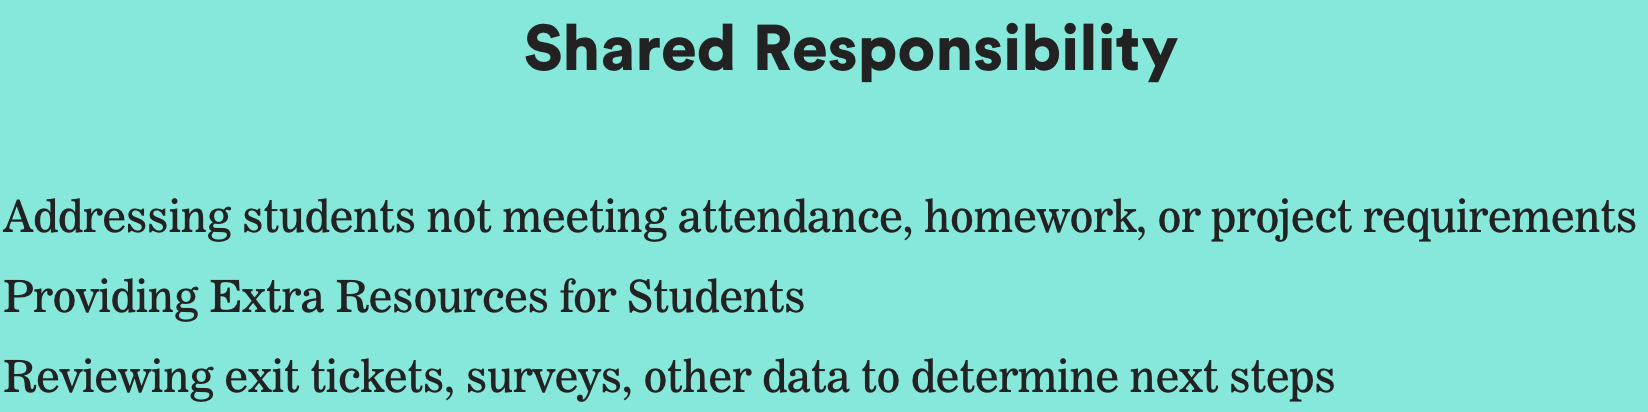 Shared Responsibility
Addressing students not meeting attendance, homework, or project requirements
Providing Extra Resources for Students
Reviewing exit tickets, surveys, other data to determine next steps